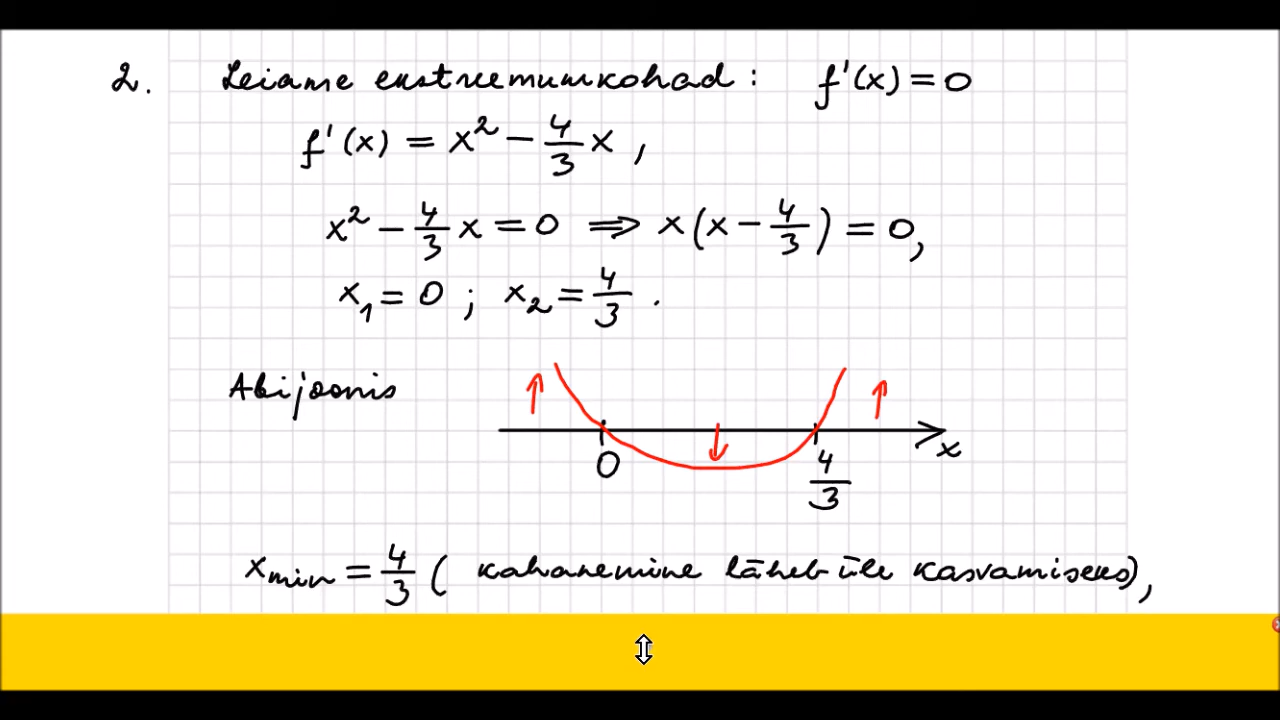 2. Leiame ekstreemumkohad: f'(x) = 0
f'(x) = x² - 4/3 x,
x² - 4/3 x = 0 ⇒ x(x - 4/3) = 0,
x₁ = 0 ; x₂ = 4/3 .
Abijoonis
0 4/3 x
xmin = 4/3 ( kahanemine läheb üle kasvamiseks),